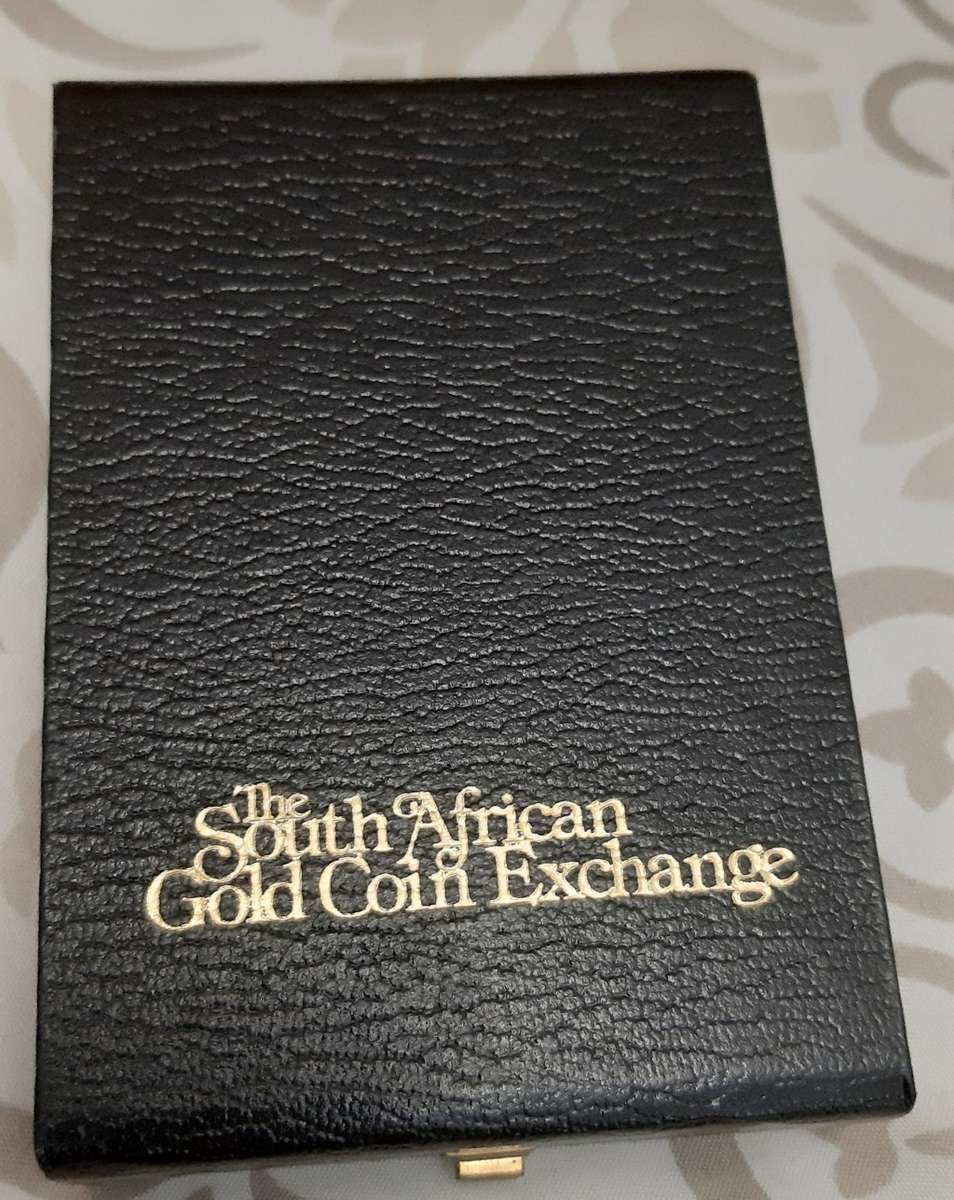 The
South African
Gold Coin Exchange